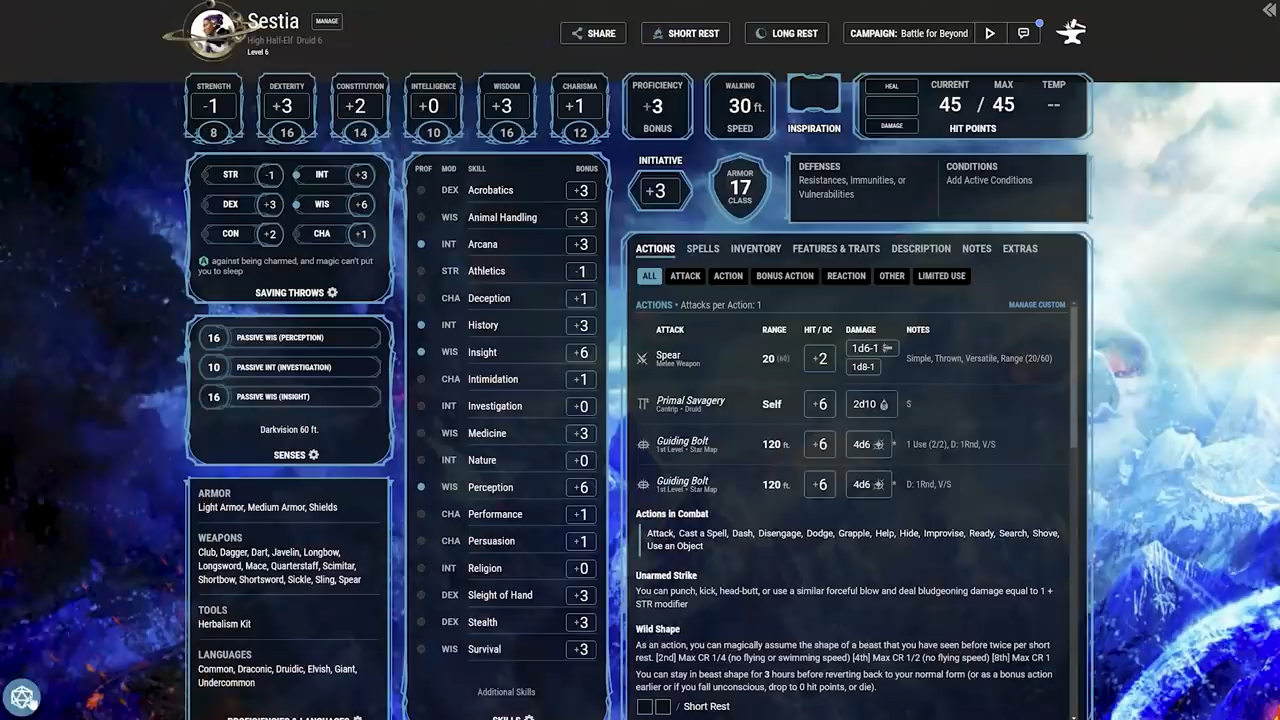 Sestia
MANAGE
High Half-Elf Druid 6
Level 6
SHARE
SHORT REST
LONG REST
CAMPAIGN: Battle for Beyond
STRENGTH
-1
8
DEXTERITY
+3
16
CONSTITUTION
+2
14
INTELLIGENCE
+0
10
WISDOM
+3
16
CHARISMA
+1
12
PROFICIENCY
+3
BONUS
WALKING
30 ft.
SPEED
INSPIRATION
HEAL
DAMAGE
CURRENT MAX TEMP
45 / 45 --
HIT POINTS
STR -1 INT +3
DEX +3 WIS +6
CON +2 CHA +1
A against being charmed, and magic can't put
you to sleep
SAVING THROWS
16 PASSIVE WIS (PERCEPTION)
10 PASSIVE INT (INVESTIGATION)
16 PASSIVE WIS (INSIGHT)
Darkvision 60 ft.
SENSES
ARMOR
Light Armor, Medium Armor, Shields
WEAPONS
Club, Dagger, Dart, Javelin, Longbow,
Longsword, Mace, Quarterstaff, Scimitar,
Shortbow, Shortsword, Sickle, Sling, Spear
TOOLS
Herbalism Kit
LANGUAGES
Common, Draconic, Druidic, Elvish, Giant,
Undercommon
PROFICIENCIES & LANGUAGES
PROF MOD SKILL BONUS
DEX Acrobatics +3
WIS Animal Handling +3
INT Arcana +3
STR Athletics -1
CHA Deception +1
INT History +3
WIS Insight +6
CHA Intimidation +1
INT Investigation +0
WIS Medicine +3
INT Nature +0
WIS Perception +6
CHA Performance +1
CHA Persuasion +1
INT Religion +0
DEX Sleight of Hand +3
DEX Stealth +3
WIS Survival +3
Additional Skills
SKILLS
INITIATIVE
+3
ARMOR
17
CLASS
DEFENSES
Resistances, Immunities, or
Vulnerabilities
CONDITIONS
Add Active Conditions
ACTIONS SPELLS INVENTORY FEATURES & TRAITS DESCRIPTION NOTES EXTRAS
ALL ATTACK ACTION BONUS ACTION REACTION OTHER LIMITED USE
ACTIONS • Attacks per Action: 1
MANAGE CUSTOM
ATTACK RANGE HIT / DC DAMAGE NOTES
Spear
Melee Weapon
20 (60) +2 1d6-1
1d8-1
Simple, Thrown, Versatile, Range (20/60)
Primal Savagery
Cantrip • Druid
Self +6 2d10 S
Guiding Bolt
1st Level • Star Map
120 ft. +6 4d6 * 1 Use (2/2), D: 1Rnd, V/S
Guiding Bolt
1st Level • Star Map
120 ft. +6 4d6 * D: 1Rnd, V/S
Actions in Combat
Attack, Cast a Spell, Dash, Disengage, Dodge, Grapple, Help, Hide, Improvise, Ready, Search, Shove,
Use an Object
Unarmed Strike
You can punch, kick, head-butt, or use a similar forceful blow and deal bludgeoning damage equal to 1 +
STR modifier
Wild Shape
As an action, you can magically assume the shape of a beast that you have seen before twice per short
rest. [2nd] Max CR 1/4 (no flying or swimming speed) [4th] Max CR 1/2 (no flying speed) [8th] Max CR 1
You can stay in beast shape for 3 hours before reverting back to your normal form (or as a bonus action
earlier or if you fall unconscious, drop to 0 hit points, or die).
/ Short Rest